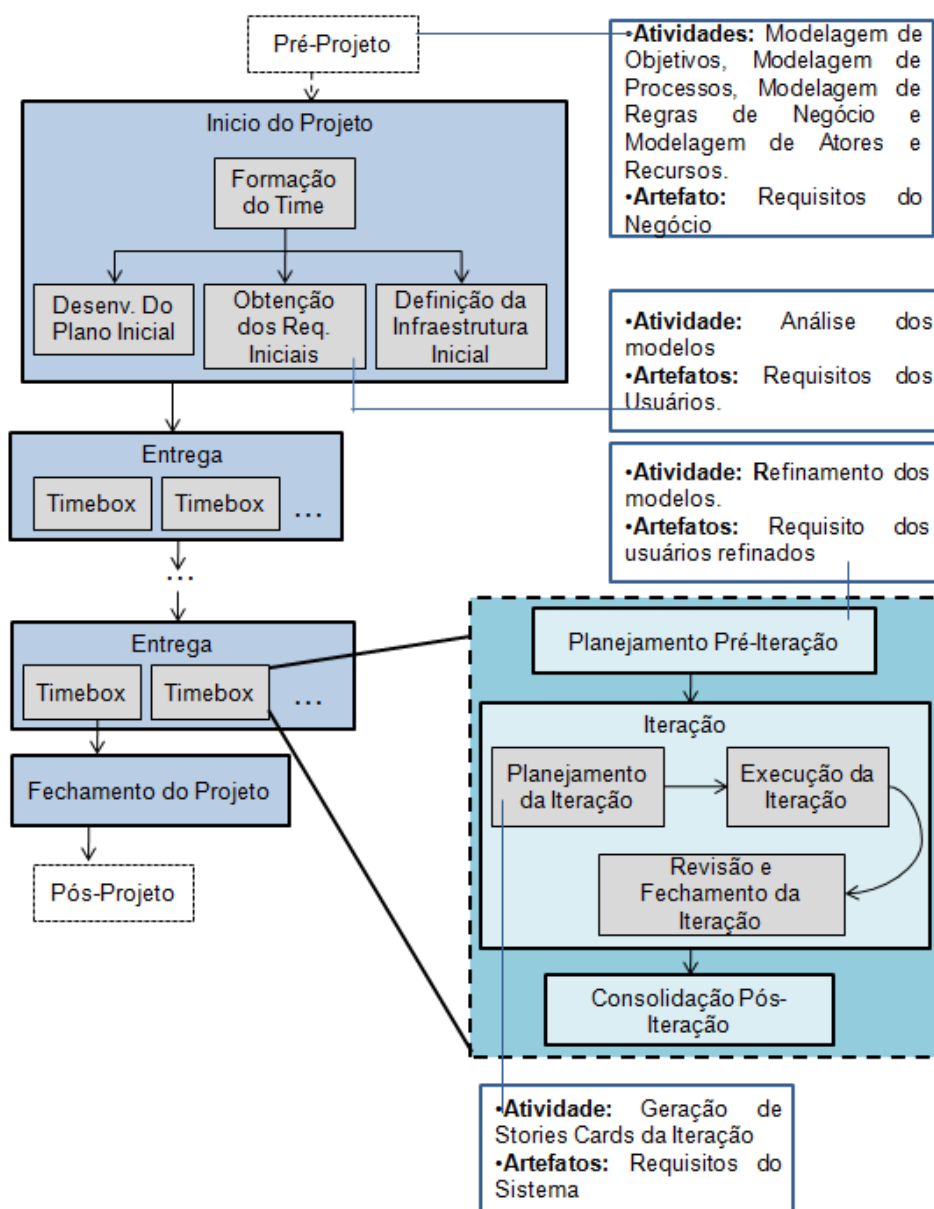 Pré-Projeto
•Atividades: Modelagem de
Objetivos, Modelagem de
Processos, Modelagem de
Regras de Negócio e
Modelagem de Atores e
Recursos.
•Artefato: Requisitos do
Negócio
Inicio do Projeto
Formação
do Time
Desenv. Do
Plano Inicial
Obtenção
dos Req.
Iniciais
Definição da
Infraestrutura
Inicial
•Atividade: Análise dos
modelos
•Artefatos: Requisitos dos
Usuários.
Entrega
Timebox
Timebox
...
•Atividade: Refinamento dos
modelos.
•Artefatos: Requisito dos
usuários refinados
...
Entrega
Timebox
Timebox
...
Fechamento do Projeto
Pós-Projeto
Planejamento Pré-Iteração
Iteração
Planejamento
da Iteração
Execução da
Iteração
Revisão e
Fechamento da
Iteração
Consolidação Pós-
Iteração
•Atividade: Geração de
Stories Cards da Iteração
•Artefatos: Requisitos do
Sistema